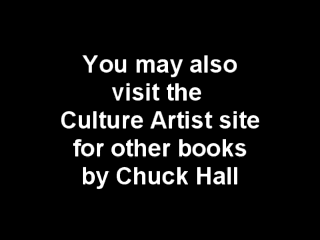 You may also
visit the
Culture Artist site
for other books
by Chuck Hall